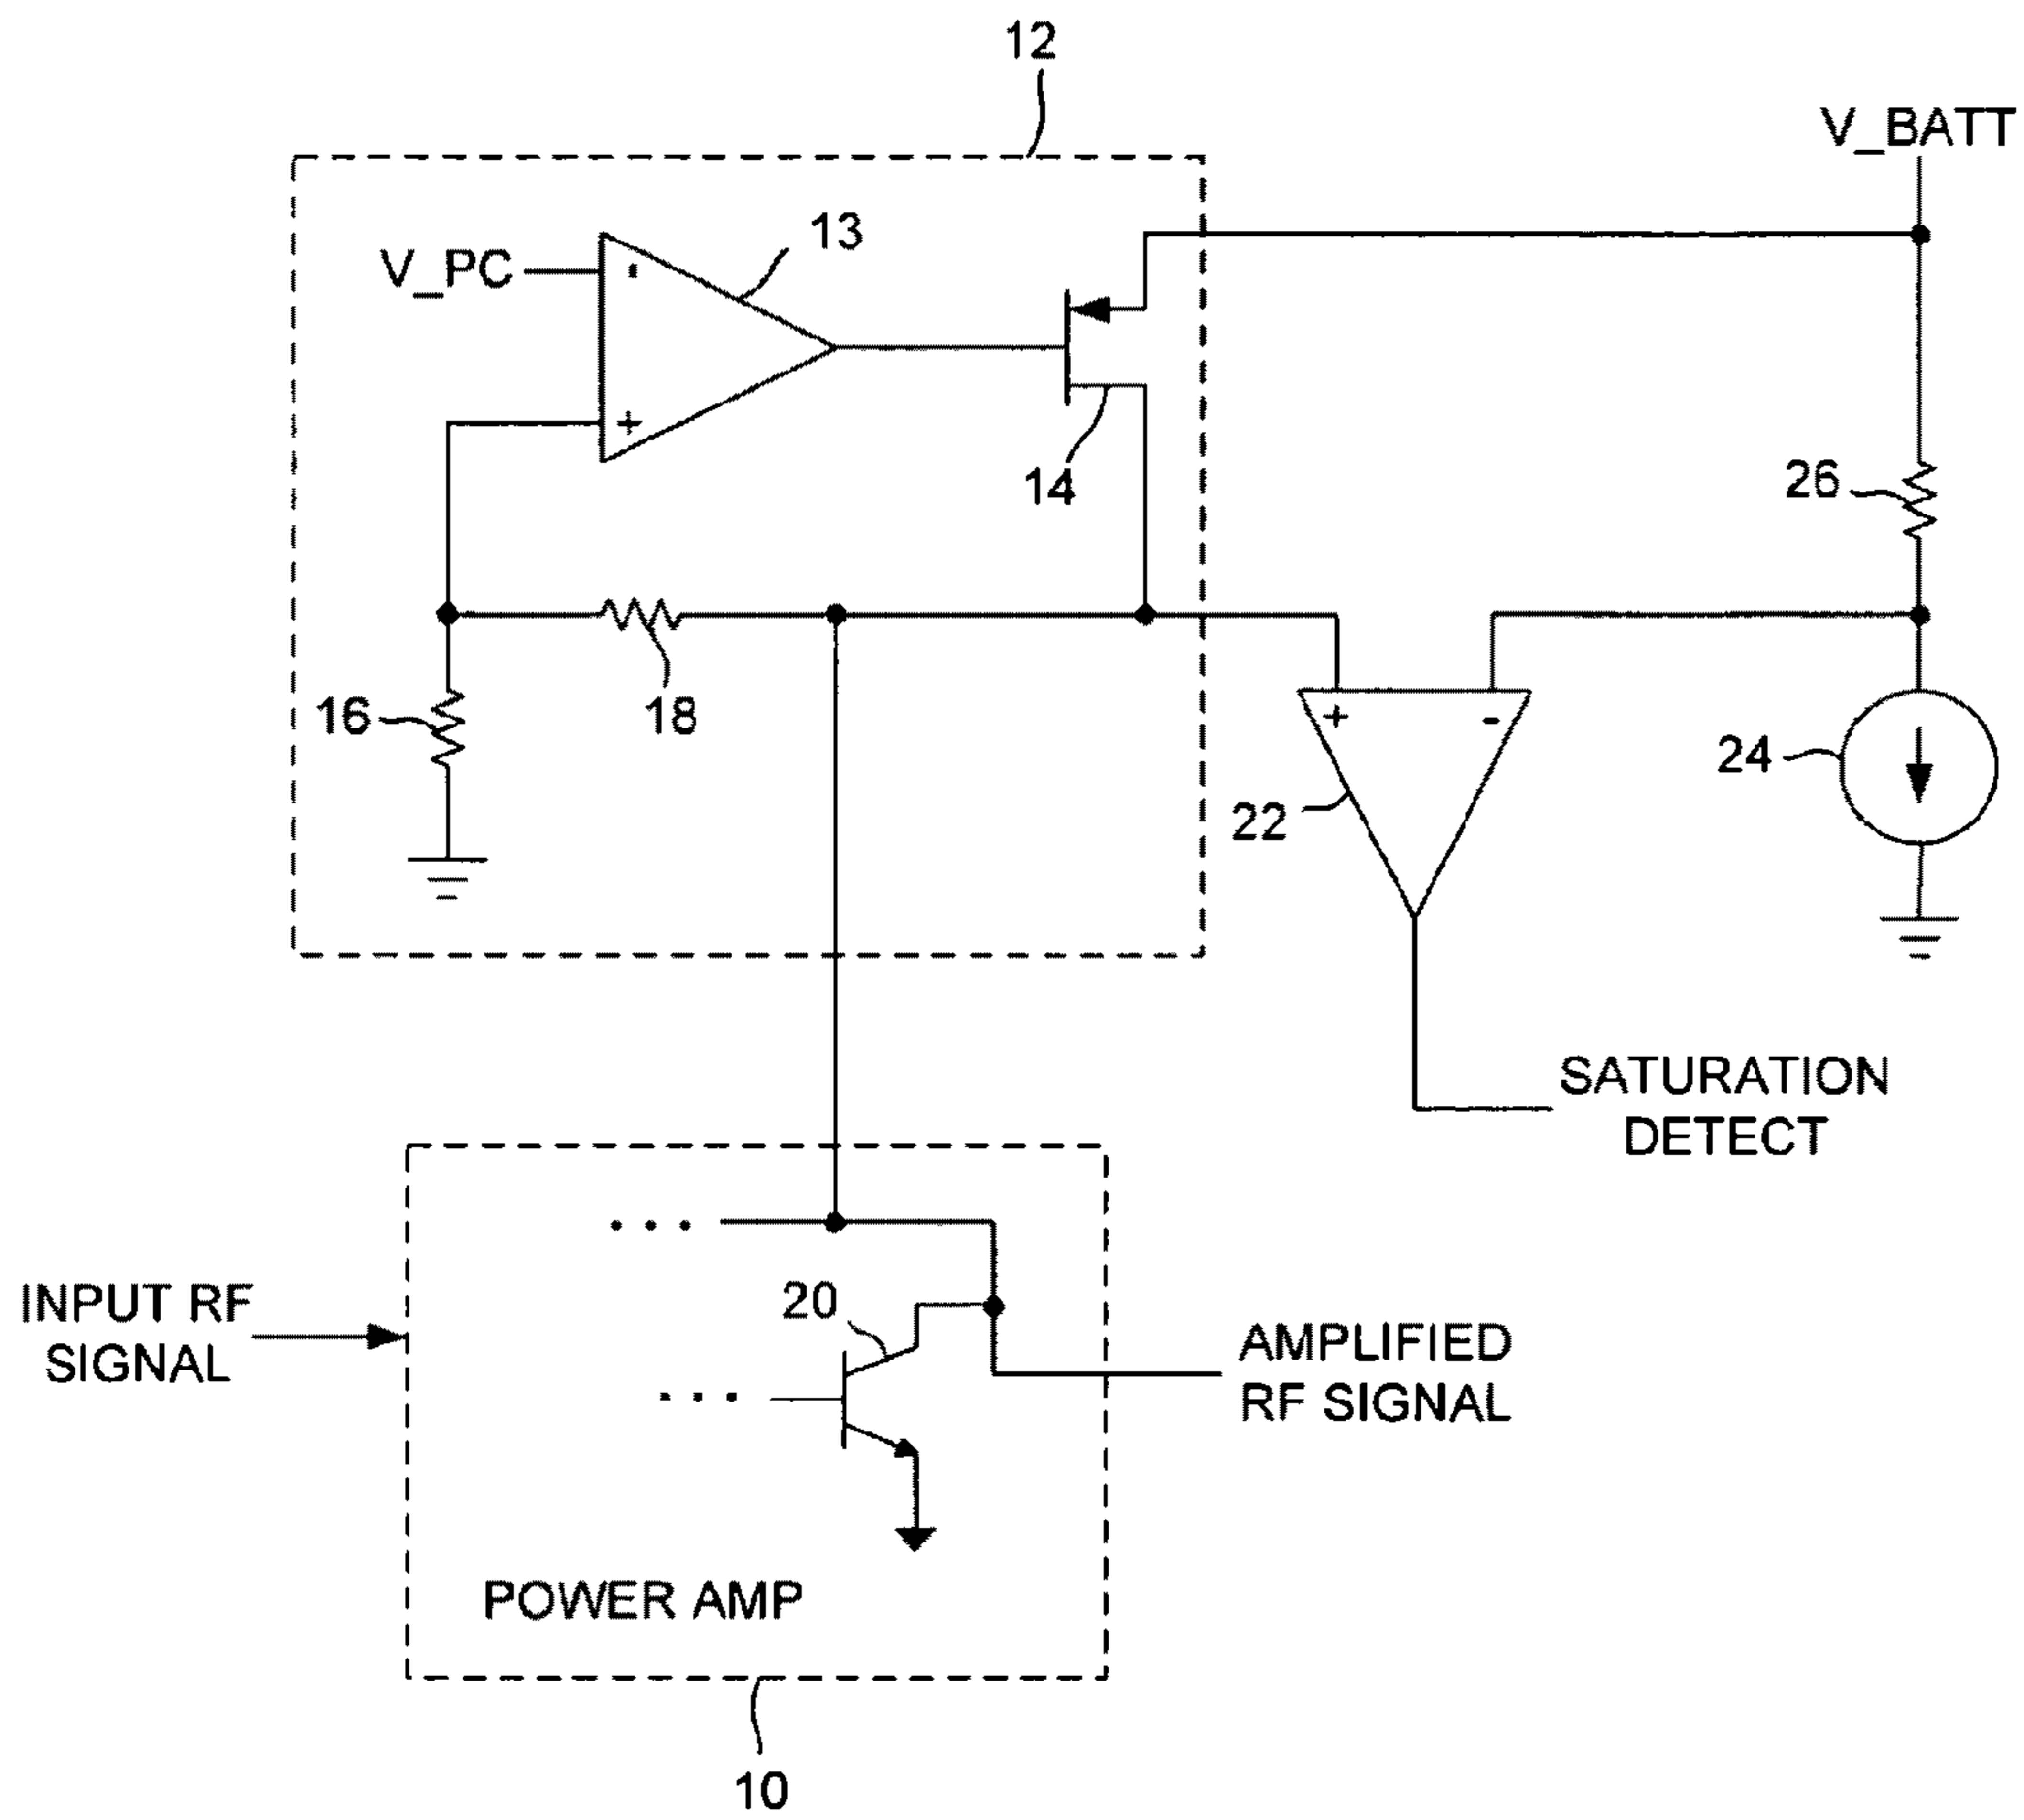 12
V_BATT
13
V_PC
-
+
14
26
16
18
+
-
24
22
SATURATION
DETECT
INPUT RF
SIGNAL
20
AMPLIFIED
RF SIGNAL
POWER AMP
10